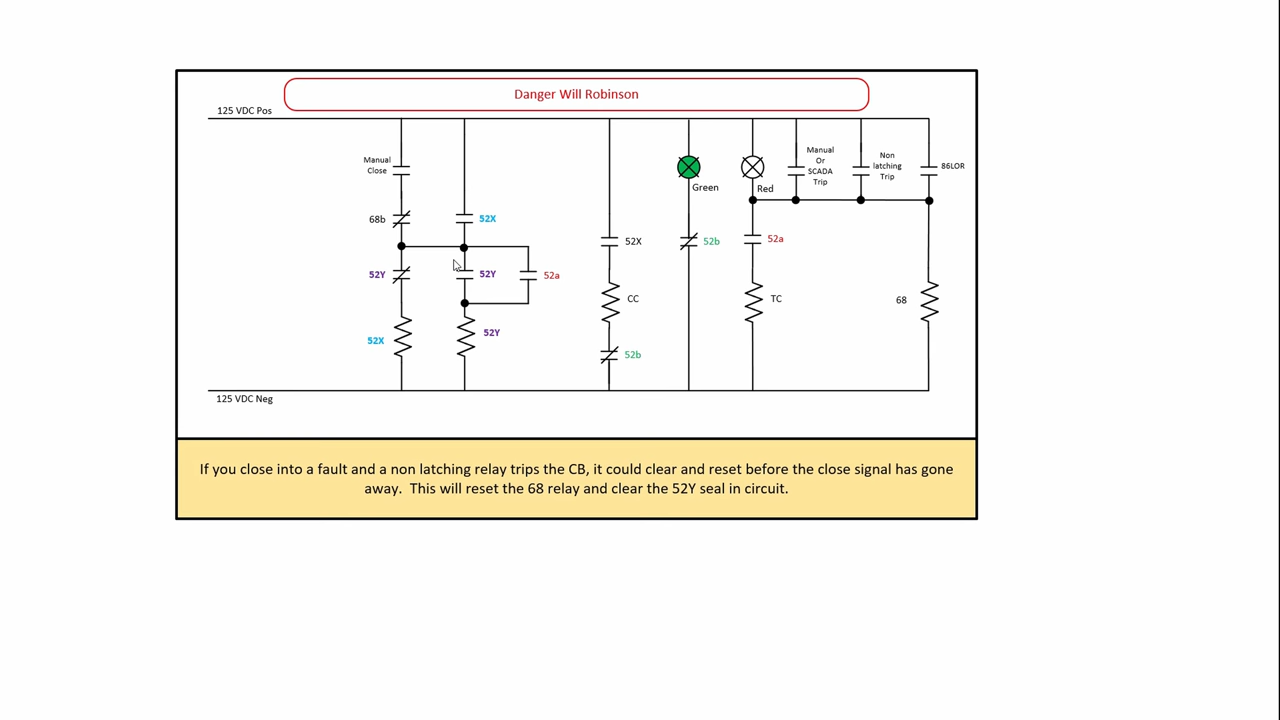 Danger Will Robinson
125 VDC Pos
Manual
Close
68b
52Y
52X
52X
52Y
52a
52Y
52X
CC
52b
Green
52b
Red
52a
TC
Manual
Or
SCADA
Trip
Non
latching
Trip
86LOR
68
125 VDC Neg
If you close into a fault and a non latching relay trips the CB, it could clear and reset before the close signal has gone
away. This will reset the 68 relay and clear the 52Y seal in circuit.